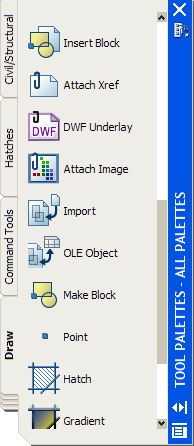 Civil/Structural
Hatches
Command Tools
Draw
Insert Block
Attach Xref
DWF
DWF Underlay
Attach Image
Import
OLE Object
Make Block
Point
Hatch
Gradient
TOOL PALETTES - ALL PALETTES